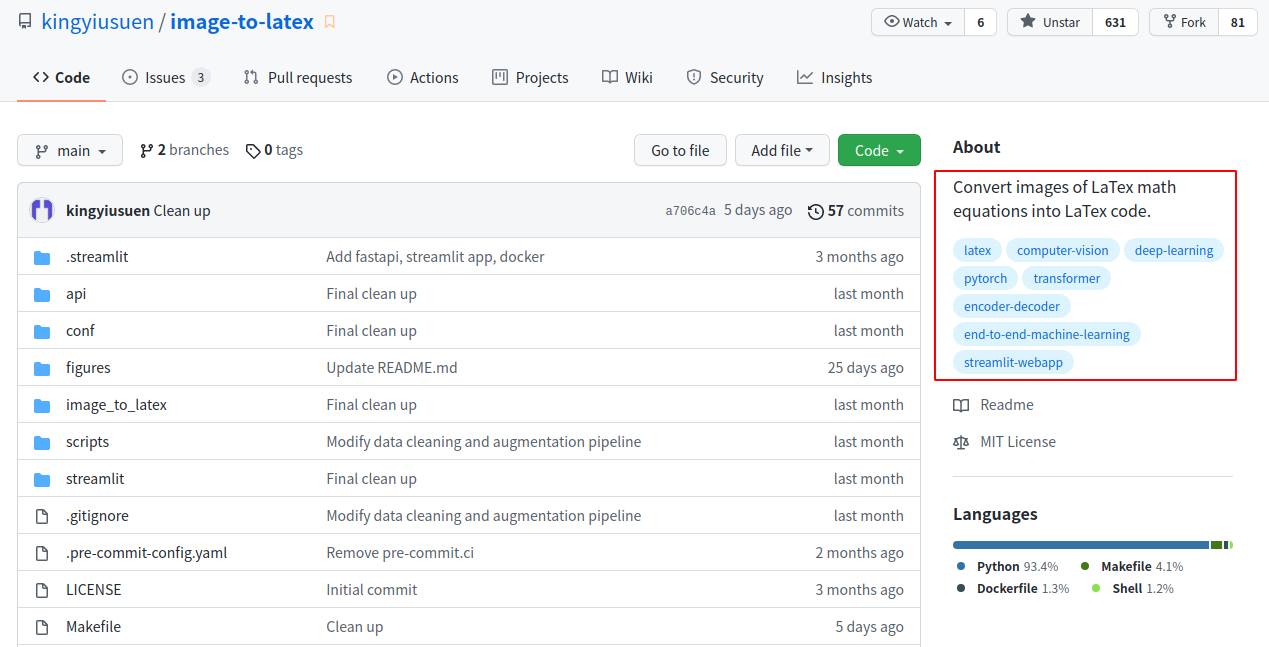 kingyiusuen / image-to-latex
Watch 6 Unstar 631 Fork 81
Code Issues 3 Pull requests Actions Projects Wiki Security Insights
main 2 branches 0 tags Go to file Add file Code
kingyiusuen Clean up a706c4a 5 days ago 57 commits
.streamlit Add fastapi, streamlit app, docker 3 months ago
api Final clean up last month
conf Final clean up last month
figures Update README.md 25 days ago
image_to_latex Final clean up last month
scripts Modify data cleaning and augmentation pipeline last month
streamlit Final clean up last month
.gitignore Modify data cleaning and augmentation pipeline last month
.pre-commit-config.yaml Remove pre-commit.ci 2 months ago
LICENSE Initial commit 3 months ago
Makefile Clean up 5 days ago
About
Convert images of LaTex math
equations into LaTex code.
latex computer-vision deep-learning
pytorch transformer
encoder-decoder
end-to-end-machine-learning
streamlit-webapp
Readme
MIT License
Languages
Python 93.4% Makefile 4.1%
Dockerfile 1.3% Shell 1.2%